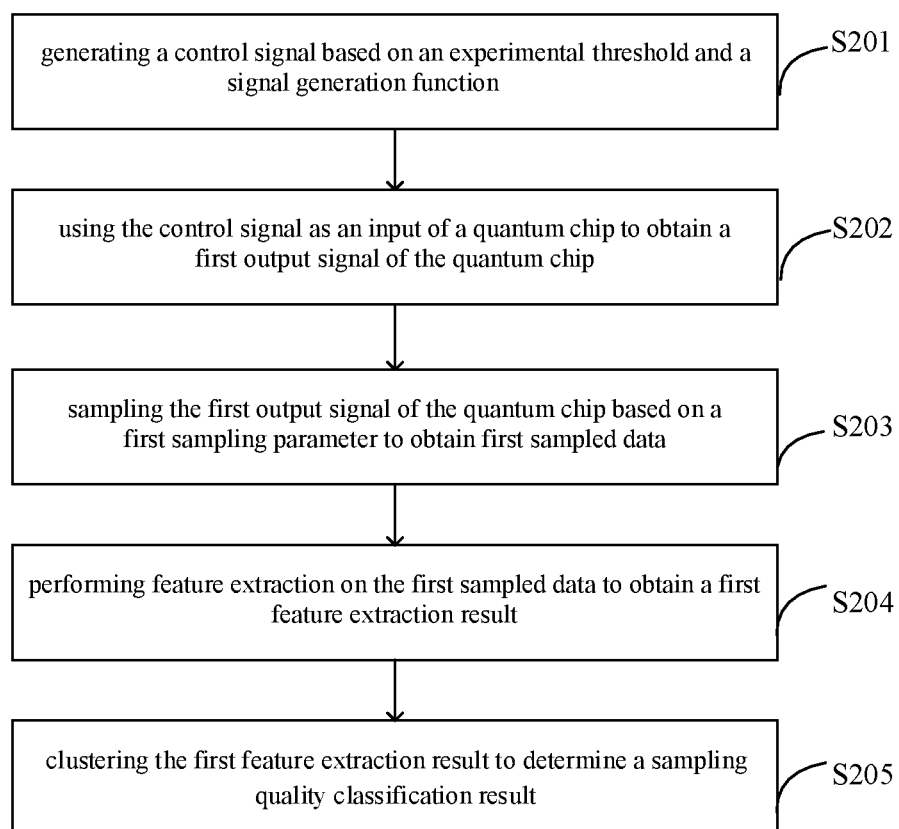 generating a control signal based on an experimental threshold and a
signal generation function
S201
using the control signal as an input of a quantum chip to obtain a
first output signal of the quantum chip
S202
sampling the first output signal of the quantum chip based on a
first sampling parameter to obtain first sampled data
S203
performing feature extraction on the first sampled data to obtain a first
feature extraction result
S204
clustering the first feature extraction result to determine a sampling
quality classification result
S205